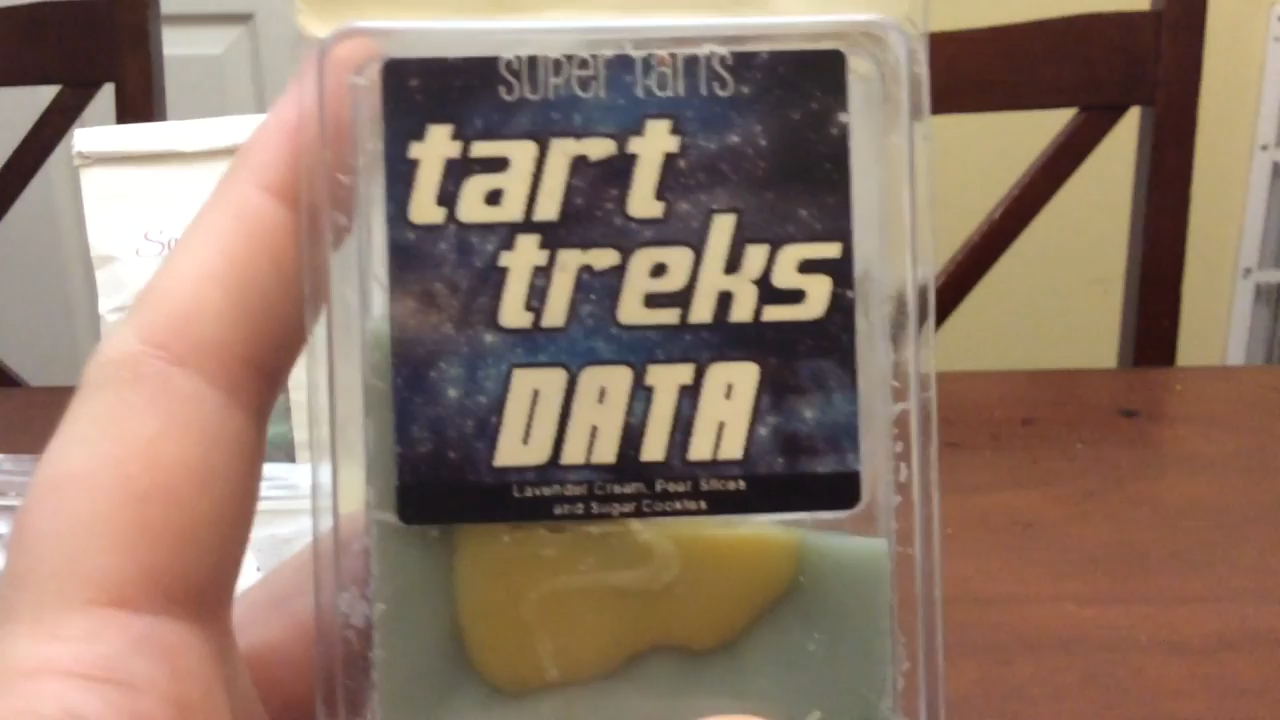 super Tarts
tart
treks
DATA
Lavender Cream, Pear Slices
and Sugar Cookies